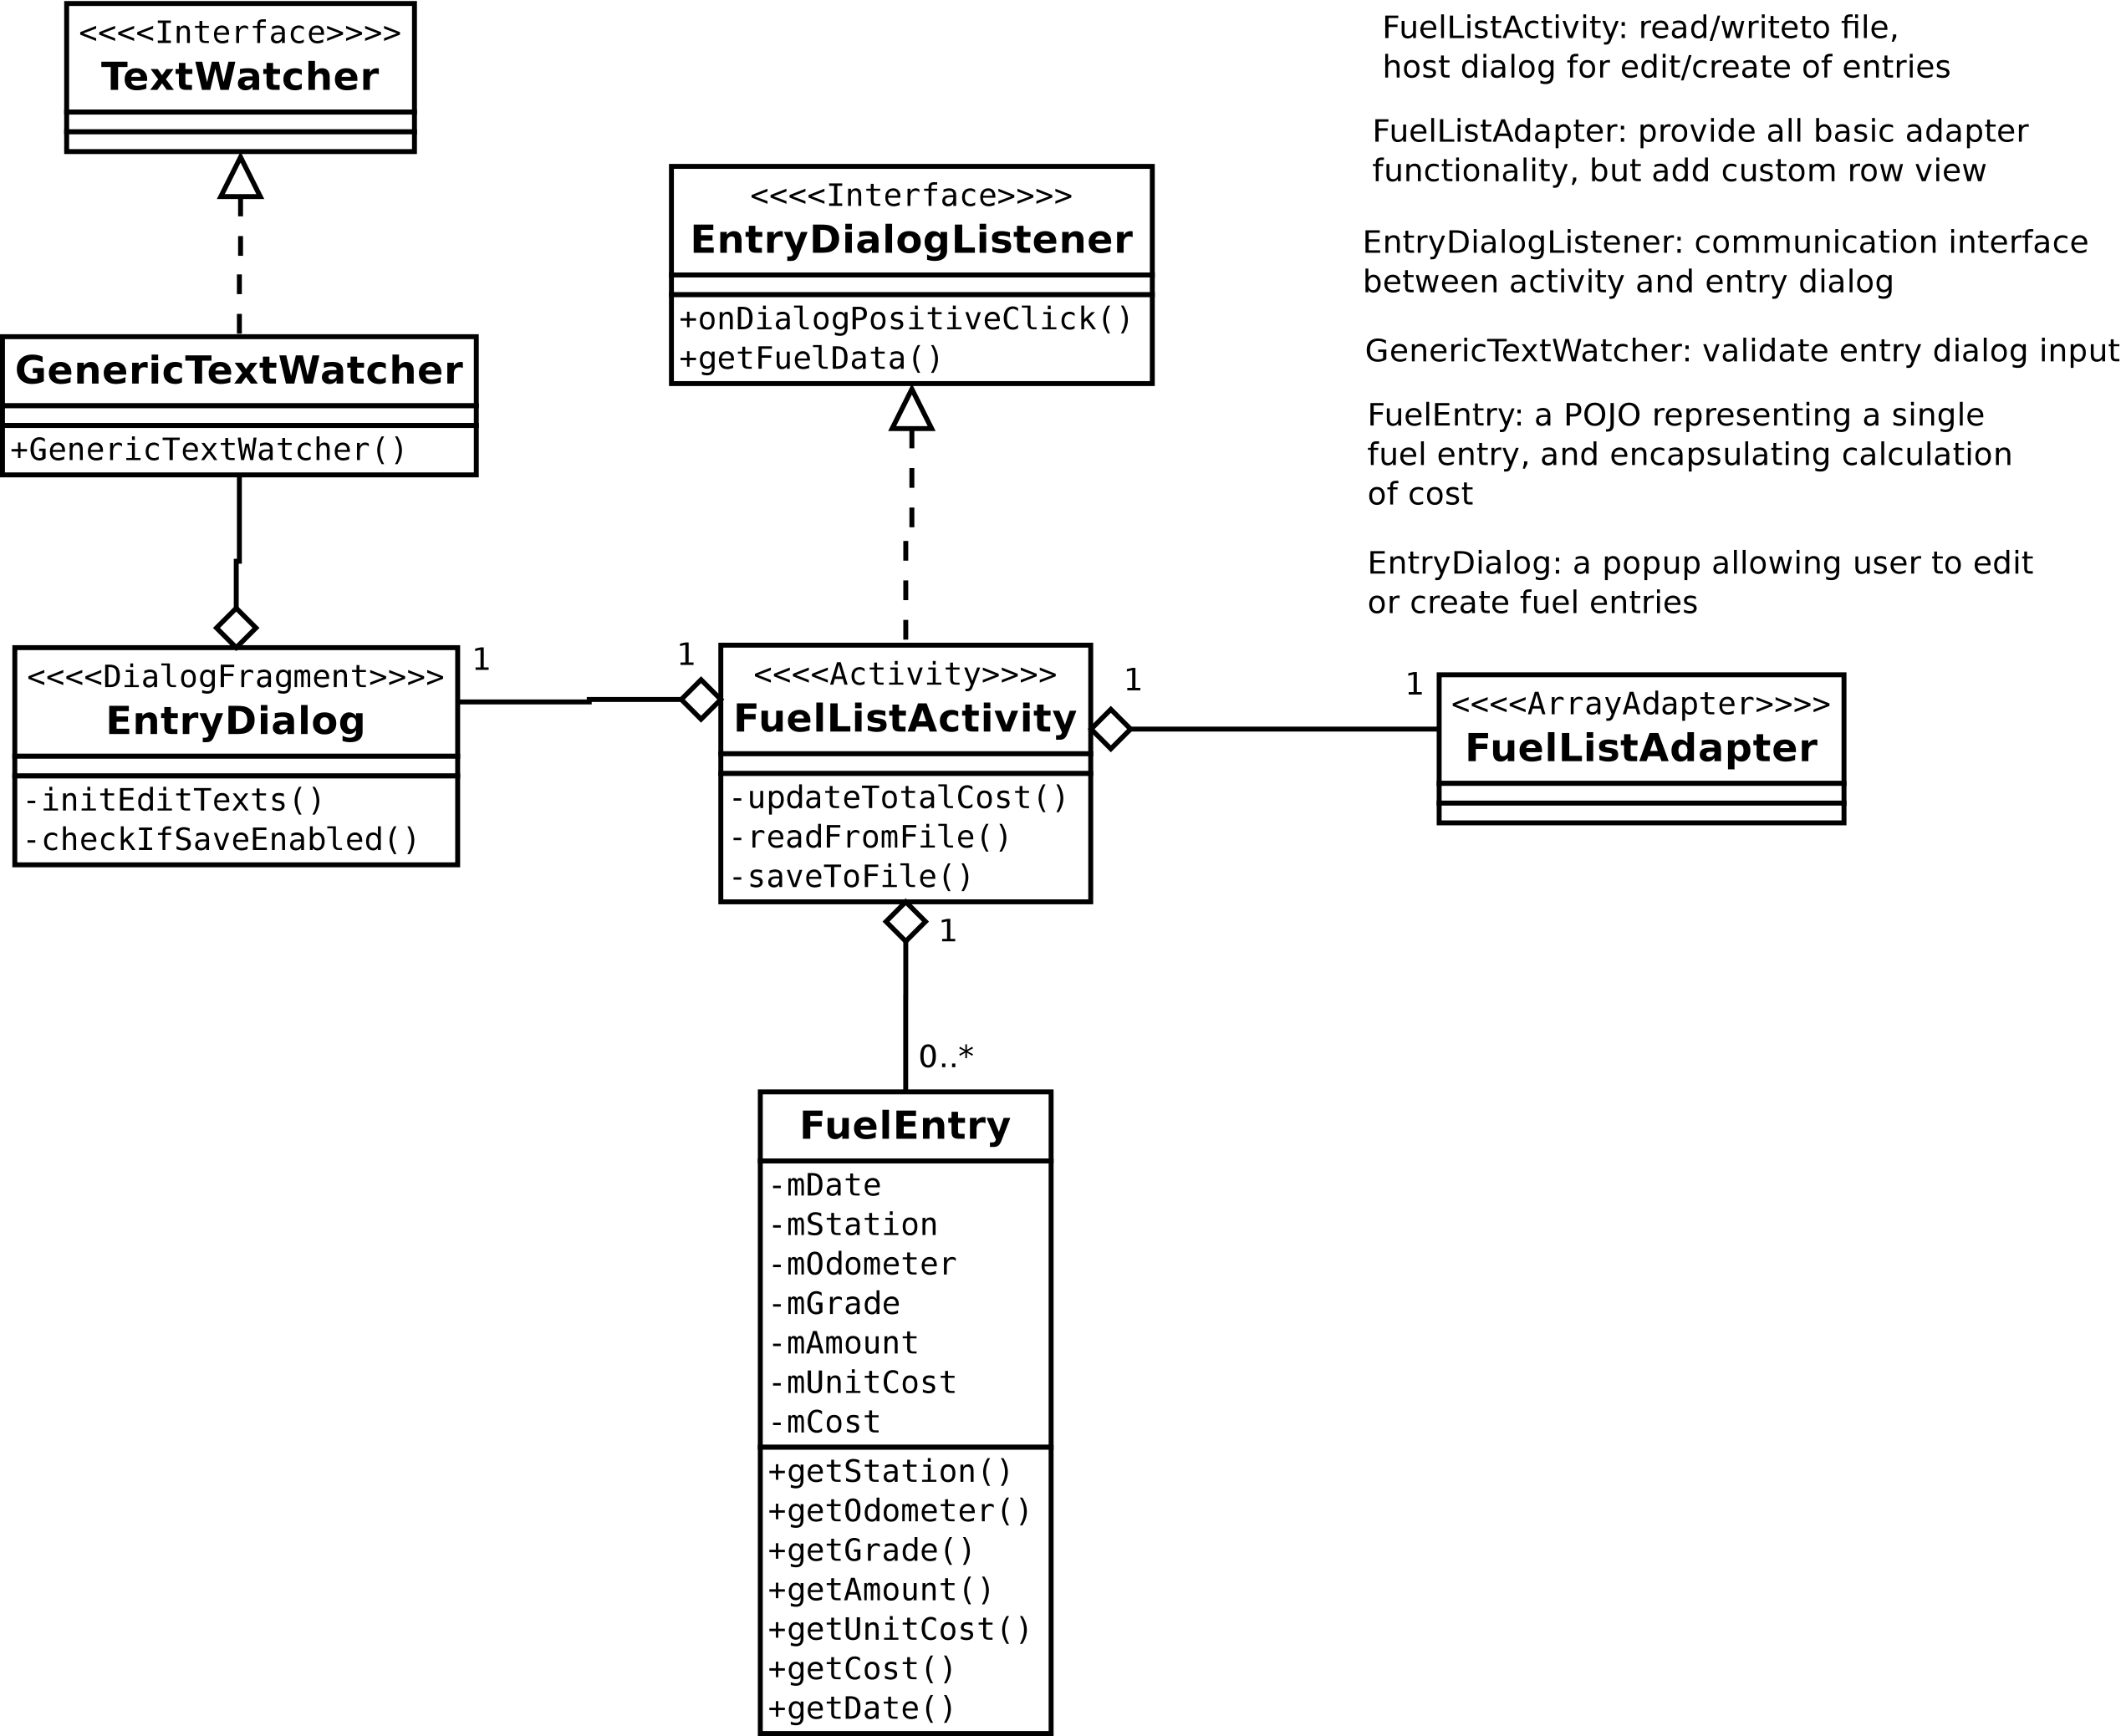 <<<<Interface>>>>
TextWatcher
GenericTextWatcher
+GenericTextWatcher()
<<<<DialogFragment>>>>
EntryDialog
-initEditTexts()
-checkIfSaveEnabled()
1
1
<<<<Interface>>>>
EntryDialogListener
+onDialogPositiveClick()
+getFuelData()
<<<<Activity>>>>
FuelListActivity
-updateTotalCost()
-readFromFile()
-saveToFile()
1
1
<<<<ArrayAdapter>>>>
FuelListAdapter
1
0..*
FuelEntry
-mDate
-mStation
-mOdometer
-mGrade
-mAmount
-mUnitCost
-mCost
+getStation()
+getOdometer()
+getGrade()
+getAmount()
+getUnitCost()
+getCost()
+getDate()
FuelListActivity: read/writeto file,
host dialog for edit/create of entries
FuelListAdapter: provide all basic adapter
functionality, but add custom row view
EntryDialogListener: communication interface
between activity and entry dialog
GenericTextWatcher: validate entry dialog input
FuelEntry: a POJO representing a single
fuel entry, and encapsulating calculation
of cost
EntryDialog: a popup allowing user to edit
or create fuel entries